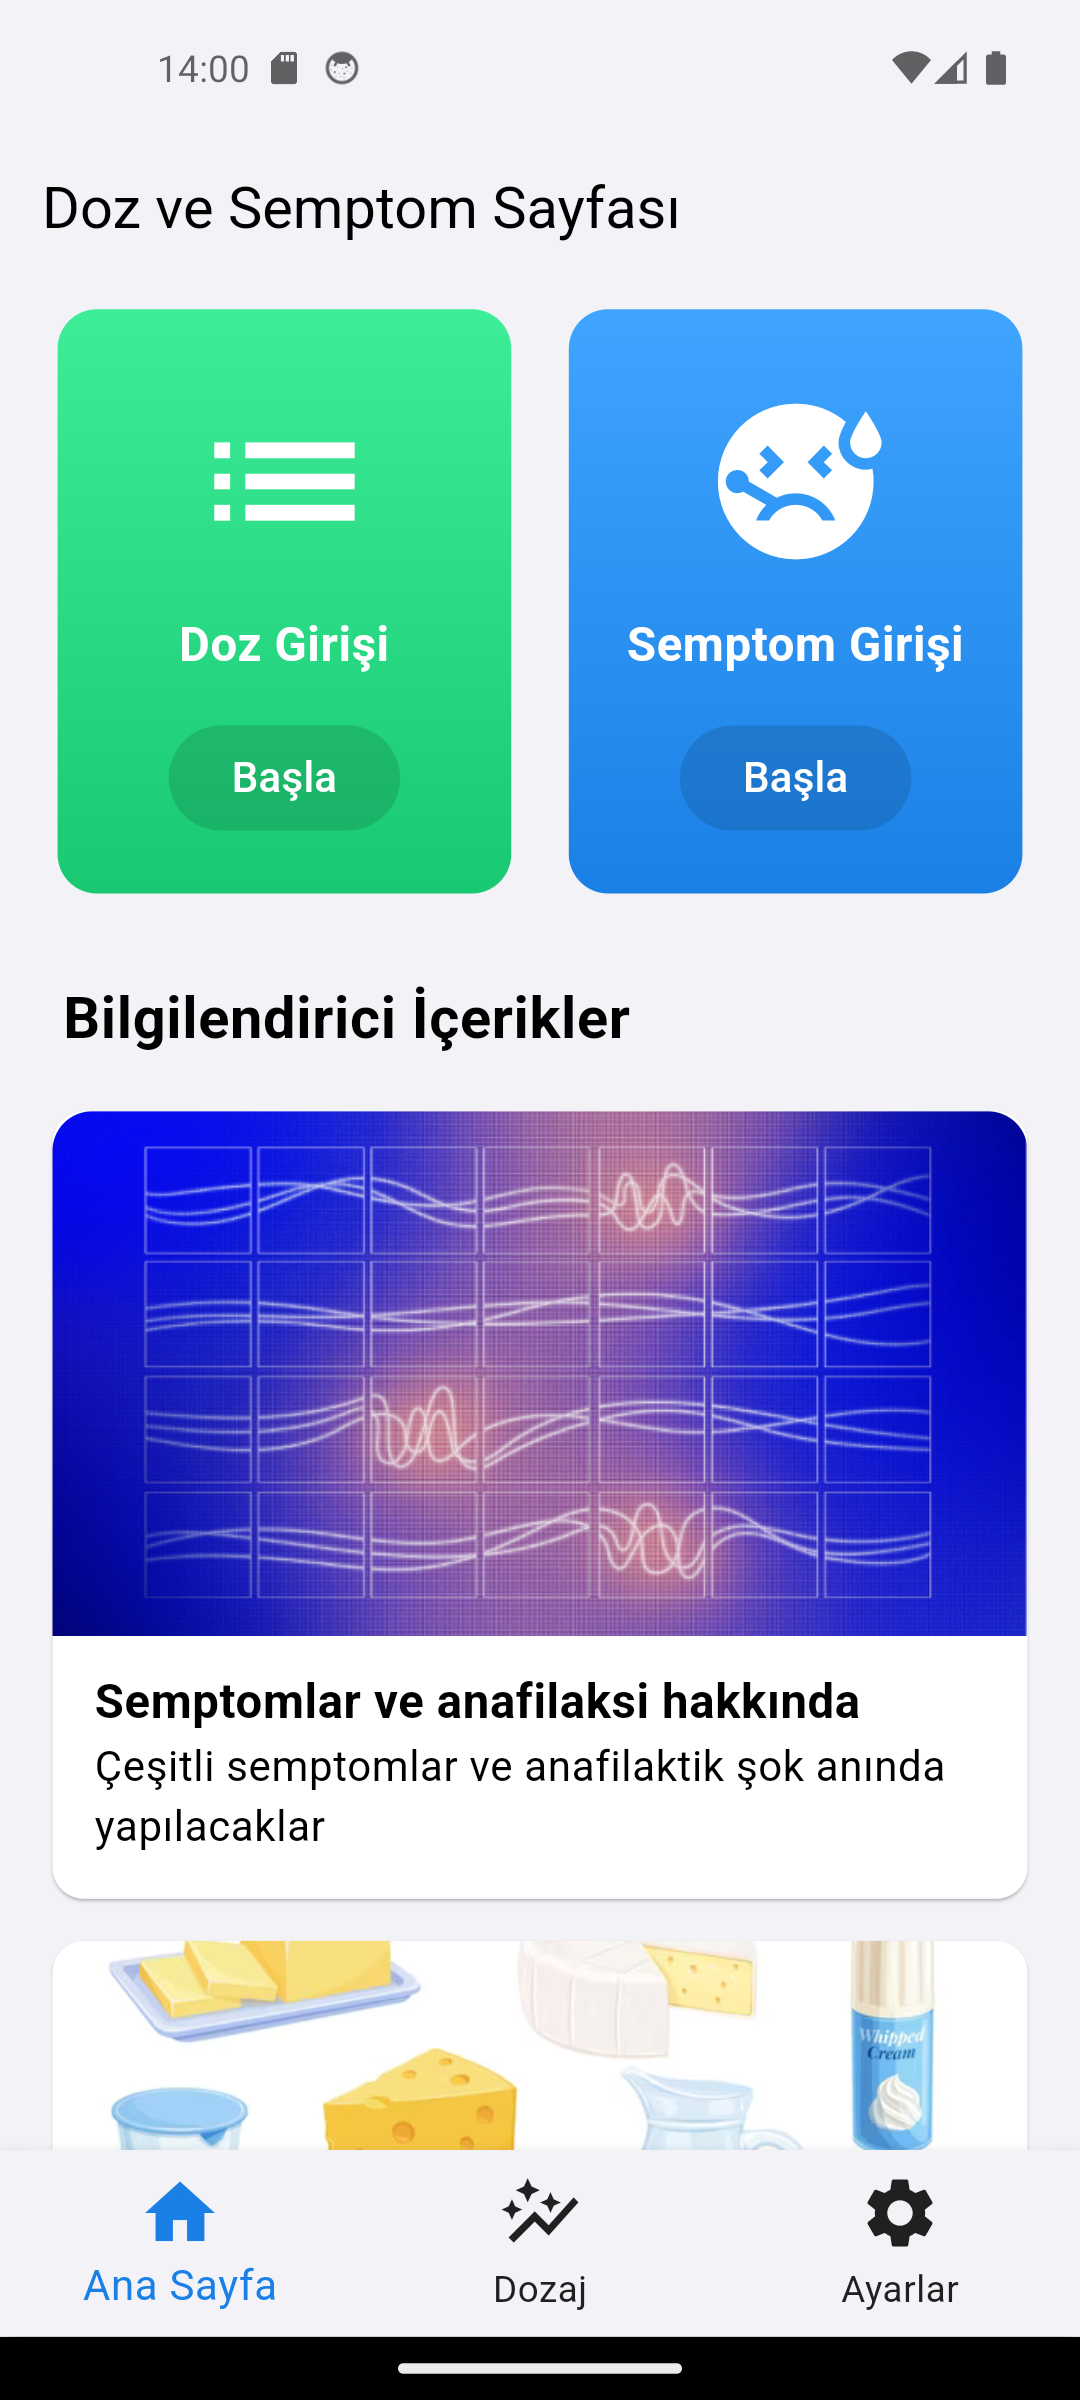 14:00
Doz ve Semptom Sayfası
Doz Girişi
Semptom Girişi
Başla
Başla
Bilgilendirici İçerikler
Semptomlar ve anafilaksi hakkında
Çeşitli semptomlar ve anafilaktik şok anında
yapılacaklar
Whipped
Cream
Ana Sayfa
Dozaj
Ayarlar